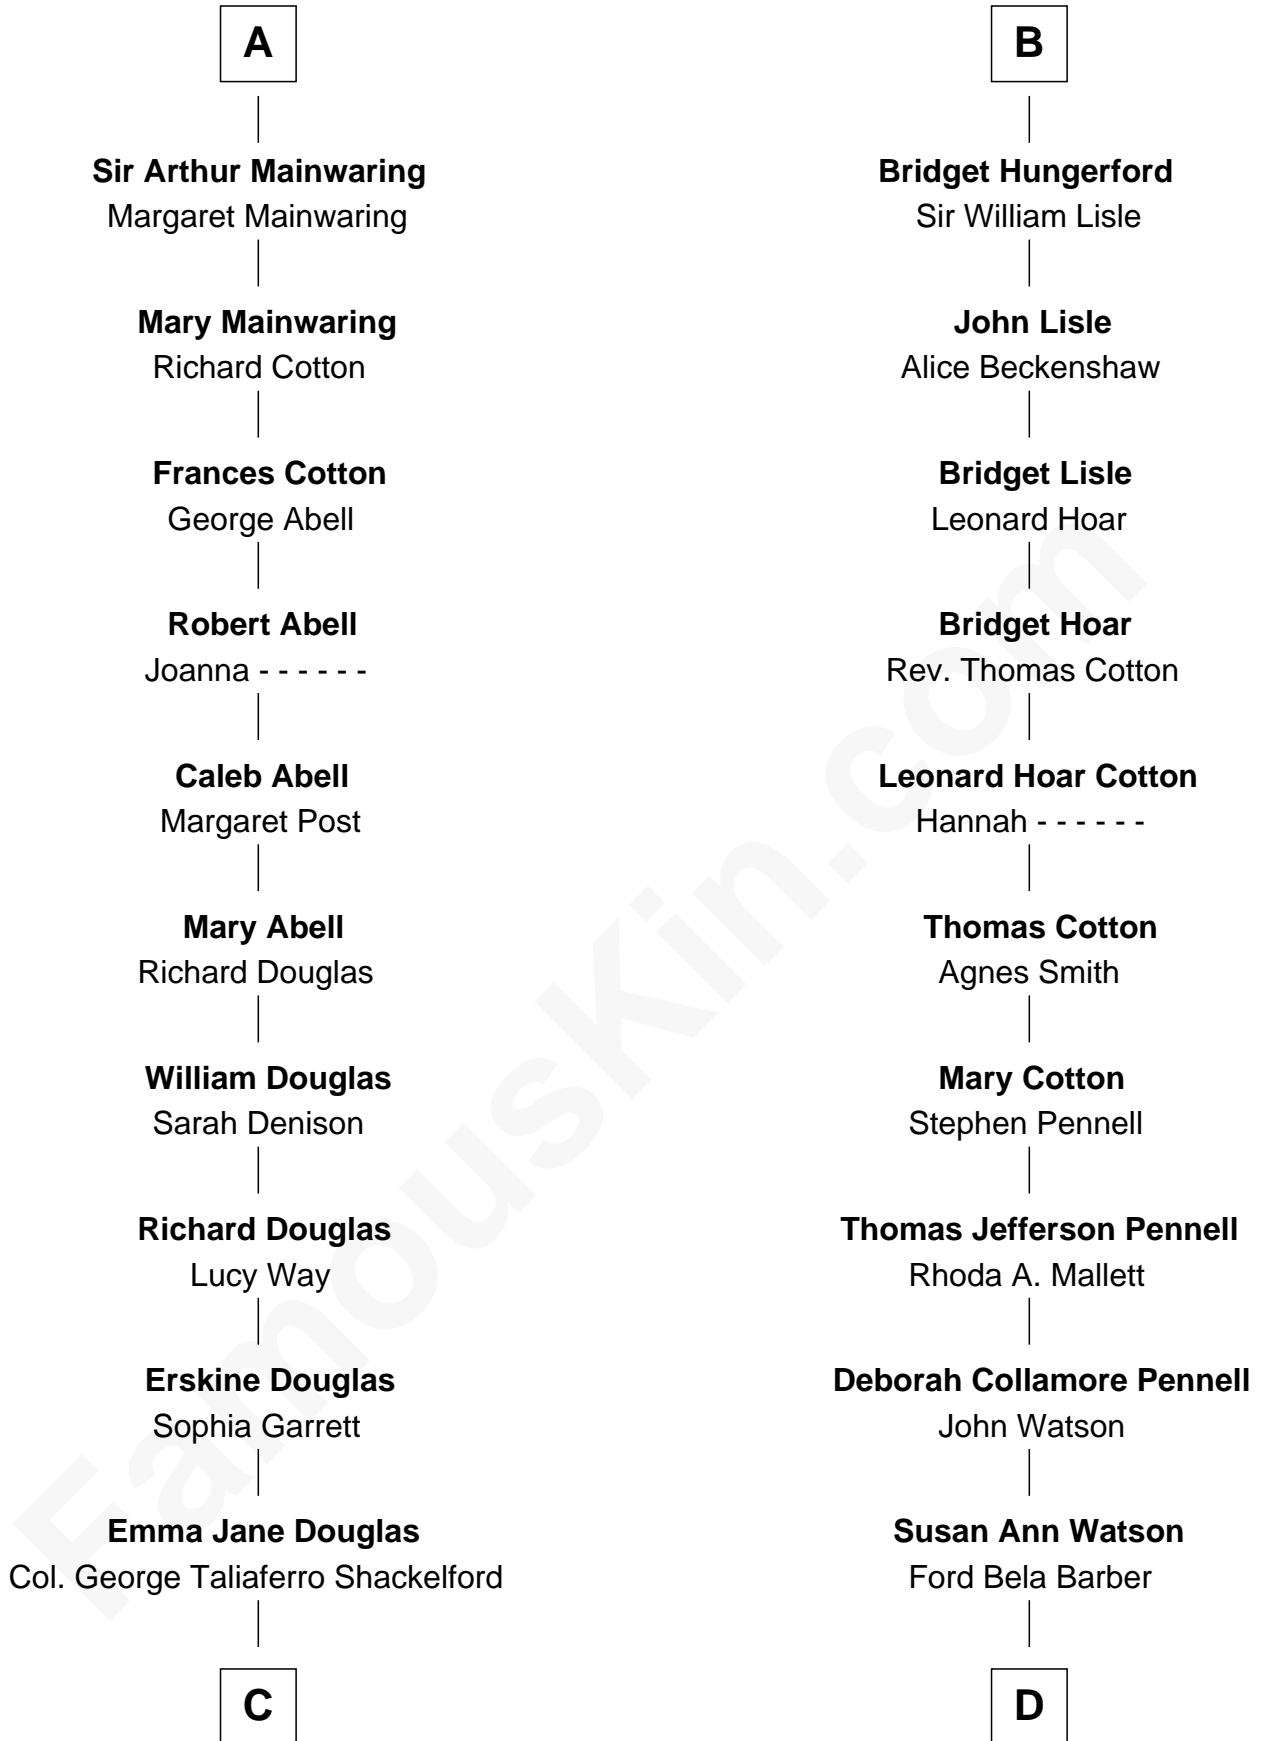 A
Sir Arthur Mainwaring
Margaret Mainwaring
Mary Mainwaring
Richard Cotton
Frances Cotton
George Abell
Robert Abell
Joanna - - - - - -
Caleb Abell
Margaret Post
Mary Abell
Richard Douglas
William Douglas
Sarah Denison
Richard Douglas
Lucy Way
Erskine Douglas
Sophia Garrett
Emma Jane Douglas
Col. George Taliaferro Shackelford
C
B
Bridget Hungerford
Sir William Lisle
John Lisle
Alice Beckenshaw
Bridget Lisle
Leonard Hoar
Bridget Hoar
Rev. Thomas Cotton
Leonard Hoar Cotton
Hannah - - - - - -
Thomas Cotton
Agnes Smith
Mary Cotton
Stephen Pennell
Thomas Jefferson Pennell
Rhoda A. Mallett
Deborah Collamore Pennell
John Watson
Susan Ann Watson
Ford Bela Barber
D
FamousKin.com